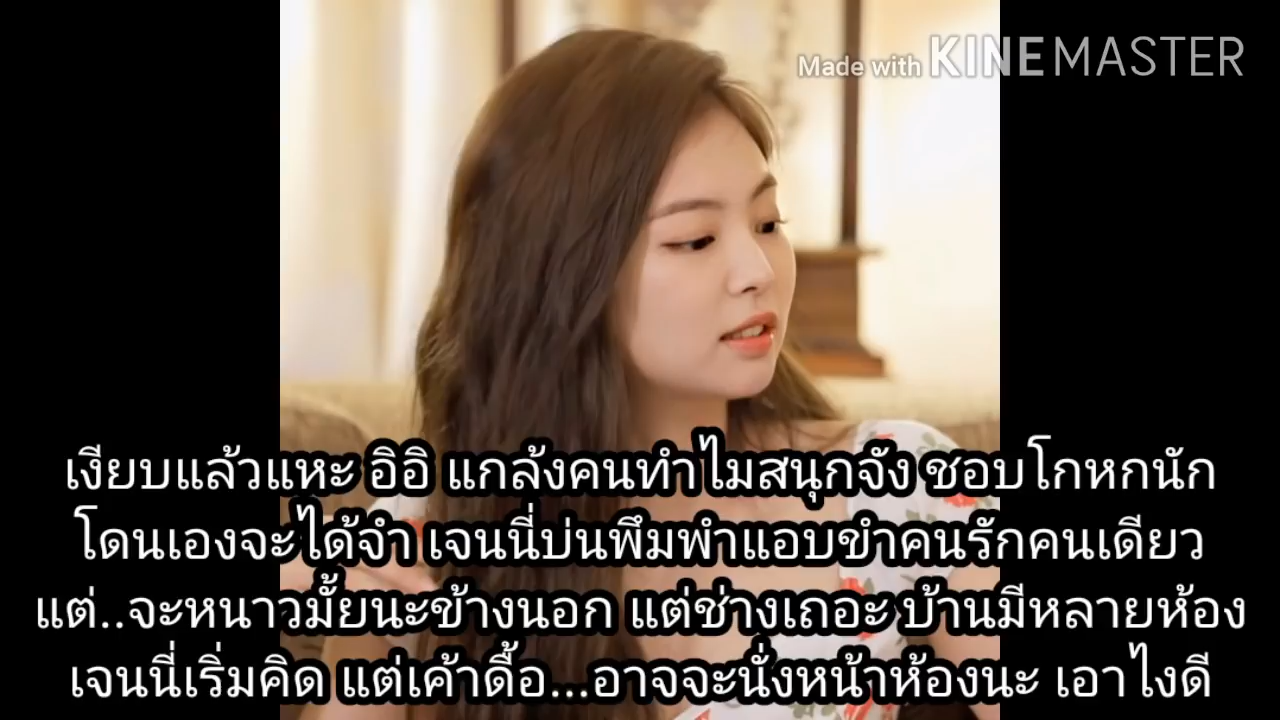 Made with KINEMASTER
เงียบแล้วแหะ อิอิ แกล้งคนทำไมสนุกจัง ชอบโกหกนัก
โดนเองจะได้จำ เจนนี่บ่นพึมพำแอบขำคนรักคนเดียว
แต่..จะหนาวมั้ยนะข้างนอก แต่ช่างเถอะ บ้านมีหลายห้อง
เจนนี่เริ่มคิด แต่เค้าดื้อ...อาจจะนั่งหน้าห้องนะ เอาไงดี